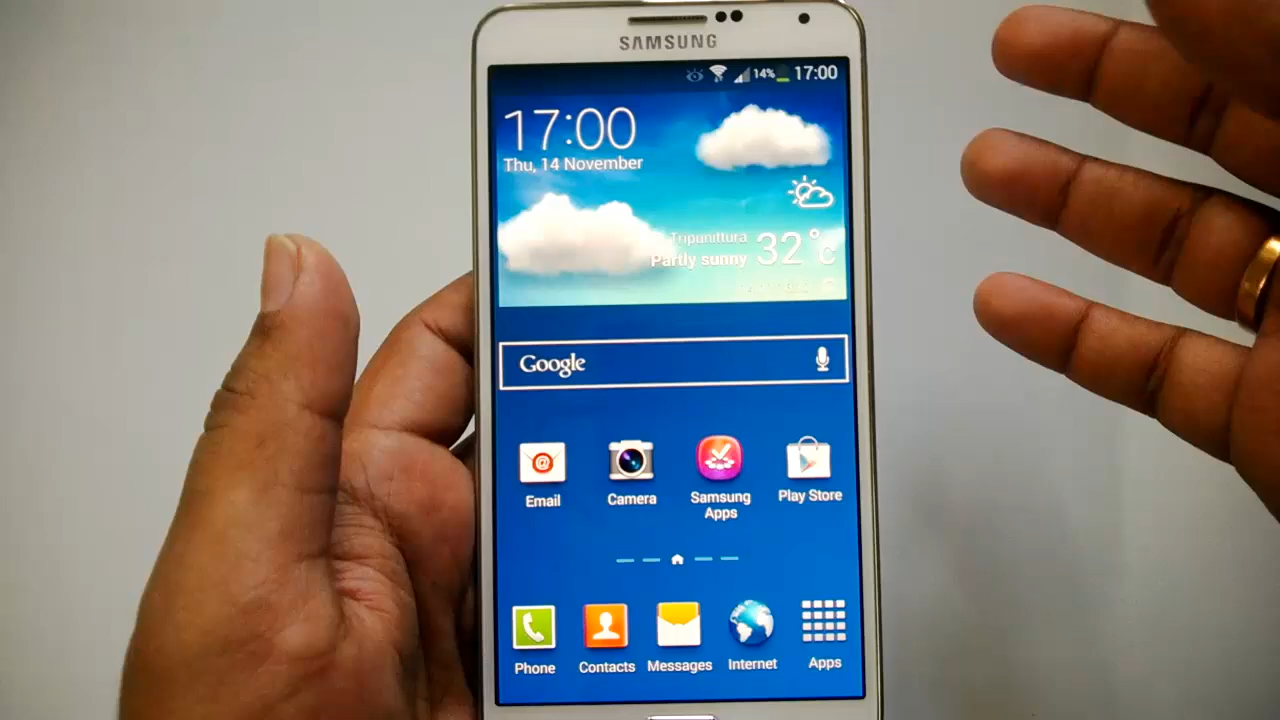 SAMSUNG
14% 17:00
17:00
Thu, 14 November
Tripunittura
Partly sunny 32°c
Google
Email Camera Samsung Apps Play Store
Phone Contacts Messages Internet Apps